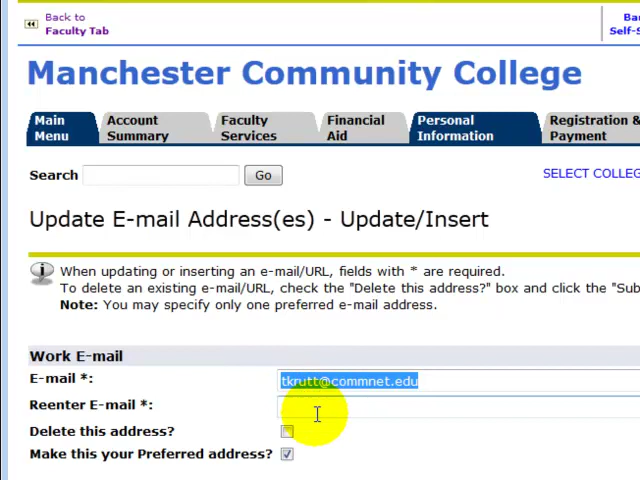 Back to
Faculty Tab
Manchester Community College
Main
Menu
Account
Summary
Faculty
Services
Financial
Aid
Personal
Information
Registration &
Payment
Search
Go
SELECT COLLEG
Update E-mail Address(es) - Update/Insert
When updating or inserting an e-mail/URL, fields with * are required.
To delete an existing e-mail/URL, check the "Delete this address?" box and click the "Sub
Note: You may specify only one preferred e-mail address.
Work E-mail
E-mail *:
tkrutt@commnet.edu
Reenter E-mail *:
Delete this address?
Make this your Preferred address?